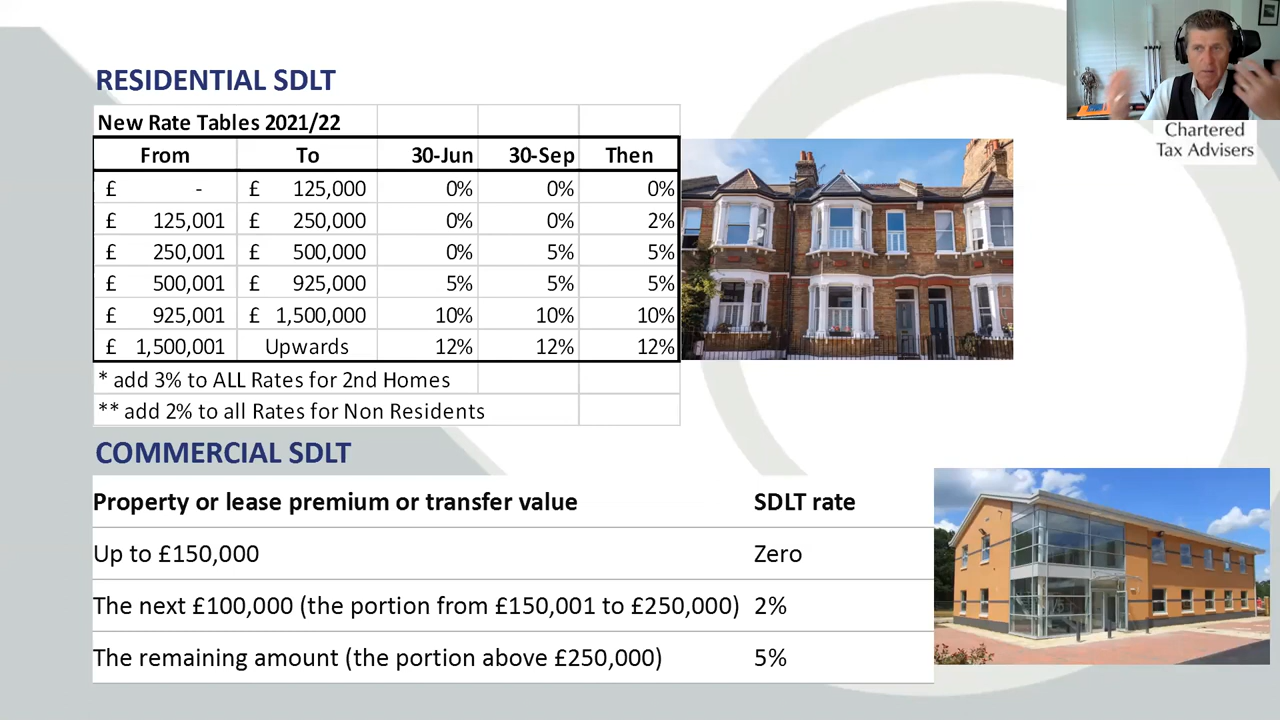 RESIDENTIAL SDLT
New Rate Tables 2021/22
From To 30-Jun 30-Sep Then
£ - £ 125,000 0% 0% 0%
£ 125,001 £ 250,000 0% 0% 2%
£ 250,001 £ 500,000 0% 5% 5%
£ 500,001 £ 925,000 5% 5% 5%
£ 925,001 £ 1,500,000 10% 10% 10%
£ 1,500,001 Upwards 12% 12% 12%
* add 3% to ALL Rates for 2nd Homes
** add 2% to all Rates for Non Residents
Chartered
Tax Advisers
COMMERCIAL SDLT
Property or lease premium or transfer value SDLT rate
Up to £150,000 Zero
The next £100,000 (the portion from £150,001 to £250,000) 2%
The remaining amount (the portion above £250,000) 5%